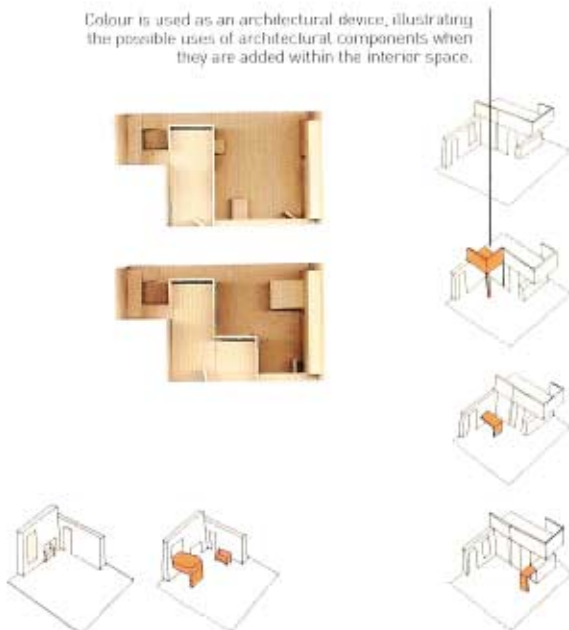 Colour is used as an architectural device, illustrating
the possible uses of architectural components when
they are added within the interior space.